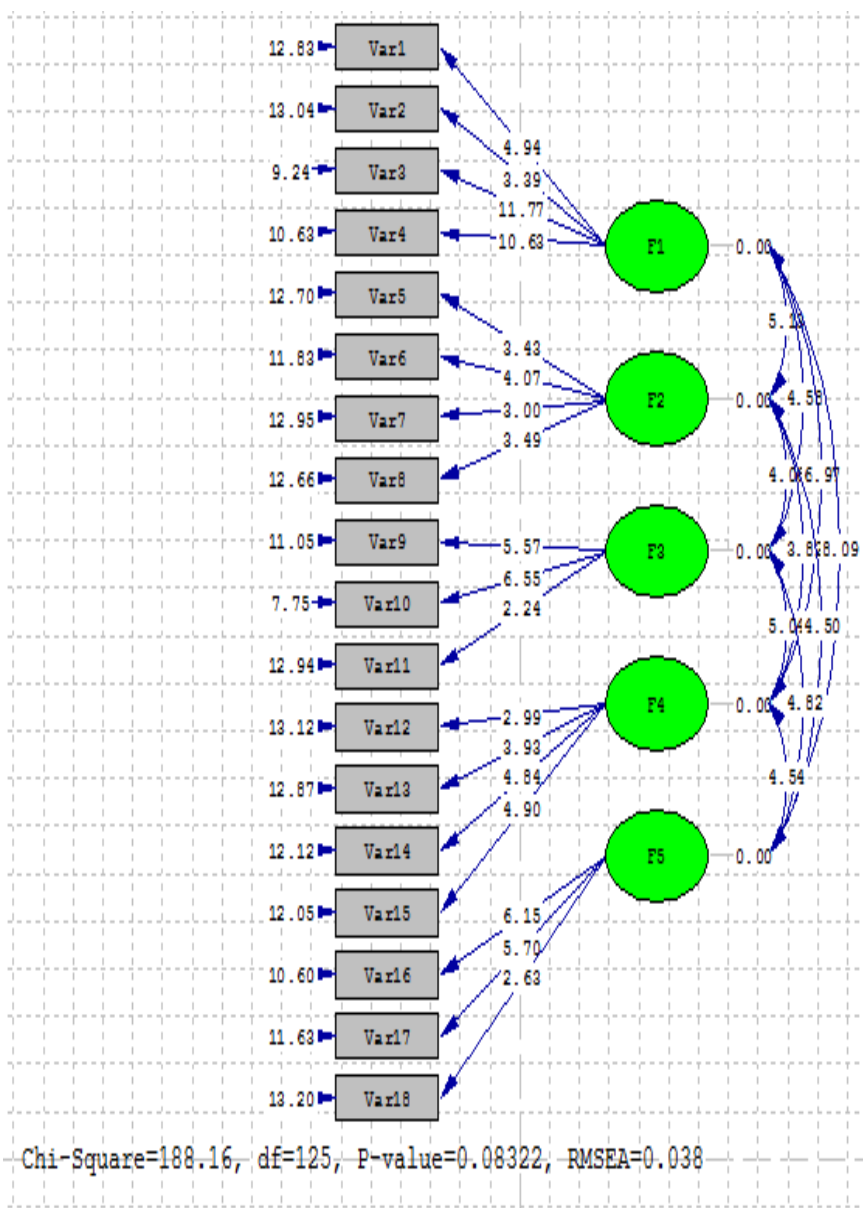 12.83 Var1
13.04 Var2
4.94
9.24 Var3
3.39
11.77
10.63 Var4
10.63
F1 0.00
12.70 Var5
3.43
11.83 Var6
4.07
F2 0.00
12.95 Var7
3.00
3.49
12.66 Var8
6.97
11.05 Var9
5.57
F3 0.00
8.09
6.55
7.75 Var10
2.24
4.50
12.94 Var11
13.12 Var12
2.99
F4 0.00
4.82
3.93
12.87 Var13
4.84
4.54
4.90
12.12 Var14
F5 0.00
12.05 Var15
6.15
5.70
10.60 Var16
2.63
11.63 Var17
13.20 Var18
Chi-Square=188.16, df=125, P-value=0.08322, RMSEA=0.038